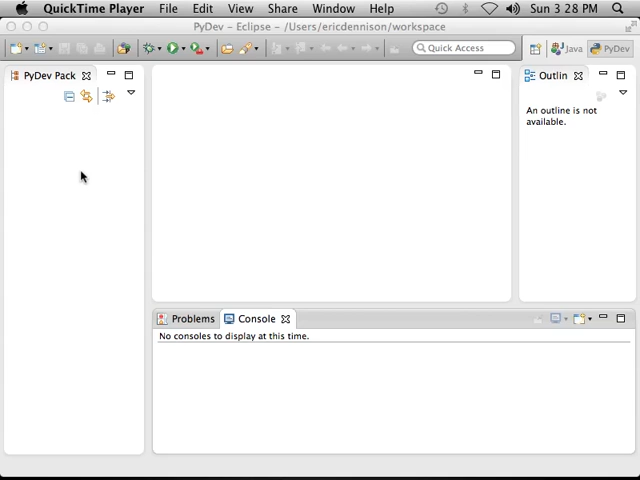 QuickTime Player File Edit View Share Window Help Sun 3 28 PM
PyDev – Eclipse – /Users/ericdennison/workspace
Quick Access Java PyDev
PyDev Pack
Outlin
An outline is not
available.
Problems Console
No consoles to display at this time.